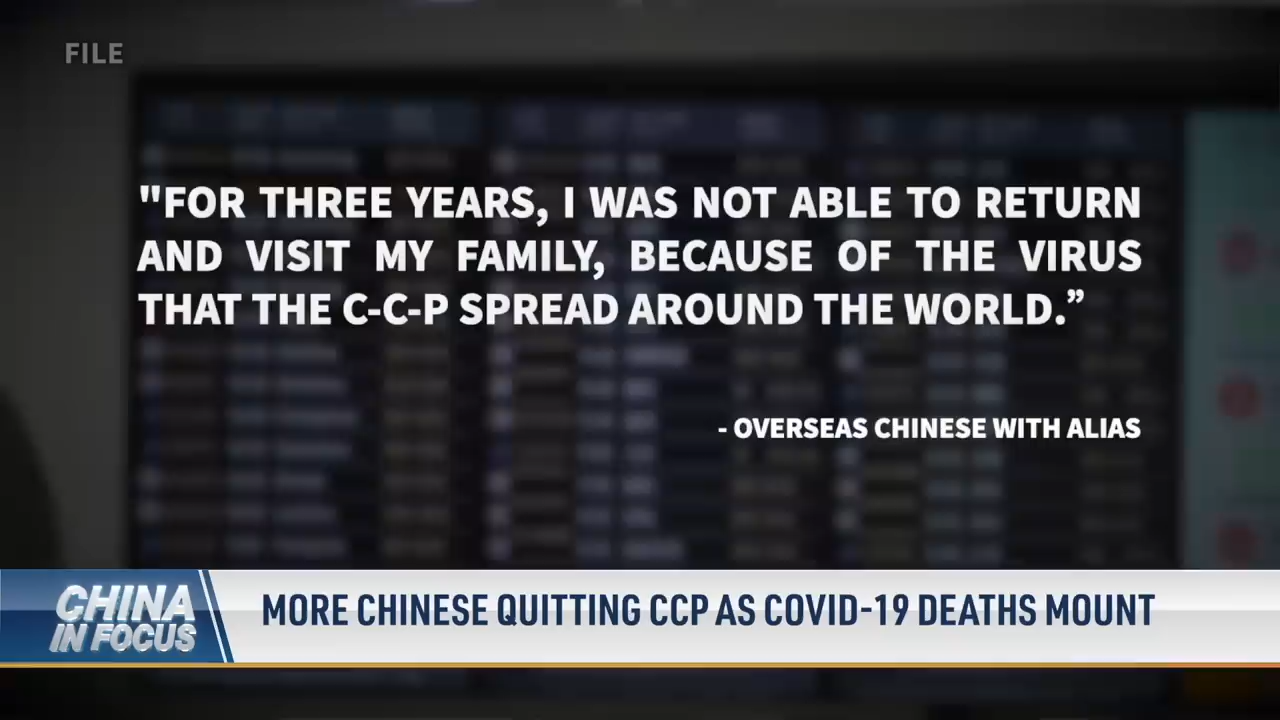 FILE
"FOR THREE YEARS, I WAS NOT ABLE TO RETURN
AND VISIT MY FAMILY, BECAUSE OF THE VIRUS
THAT THE C-C-P SPREAD AROUND THE WORLD.”
- OVERSEAS CHINESE WITH ALIAS
CHINA
IN FOCUS
MORE CHINESE QUITTING CCP AS COVID-19 DEATHS MOUNT